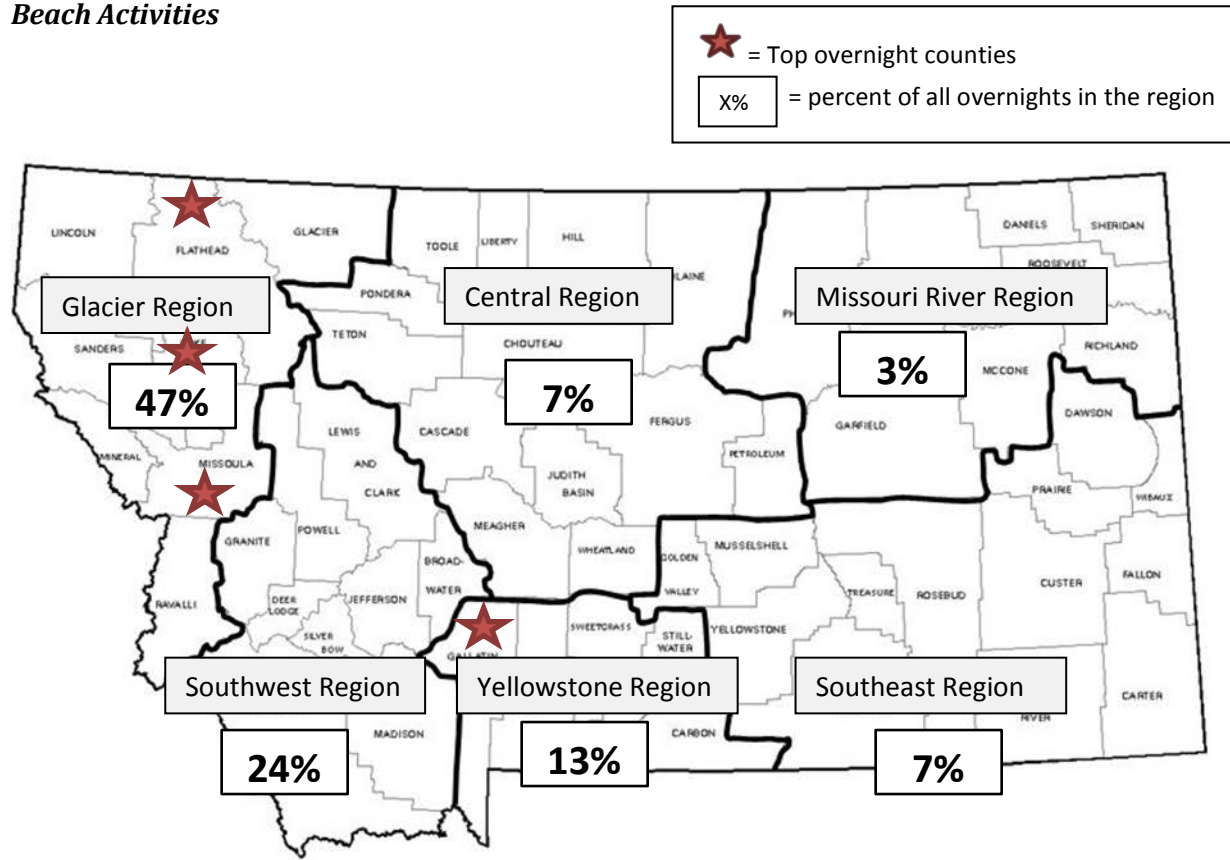 Beach Activities
= Top overnight counties
X% = percent of all overnights in the region
LINCOLN
FLATHEAD
GLACIER
TOOLE
LIBERTY
HILL
DANIELS
SHERIDAN
ROOSEVELT
Glacier Region
PONDERA
Central Region
Missouri River Region
SANDERS
TETON
CHOUTEAU
RICHLAND
47%
7%
3%
MCCONE
DAWSON
LEWIS
AND
CLARK
CASCADE
FERGUS
GARFIELD
MINERAL
MISSOULA
JUDITH
BASIN
PETROLEUM
PRAIRIE
WIBAUX
POWELL
GRANITE
MEAGHER
WHEATLAND
GOLDEN
VALLEY
MUSSELSHELL
BROAD-
WATER
CUSTER
FALLON
RAVALLI
DEER
LODGE
JEFFERSON
TREASURE
ROSEBUD
SILVER
BOW
SWEETGRASS
STILL-
WATER
YELLOWSTONE
GALLATIN
Southwest Region
Yellowstone Region
Southeast Region
CARTER
RIVER
MADISON
CARBON
24%
13%
7%